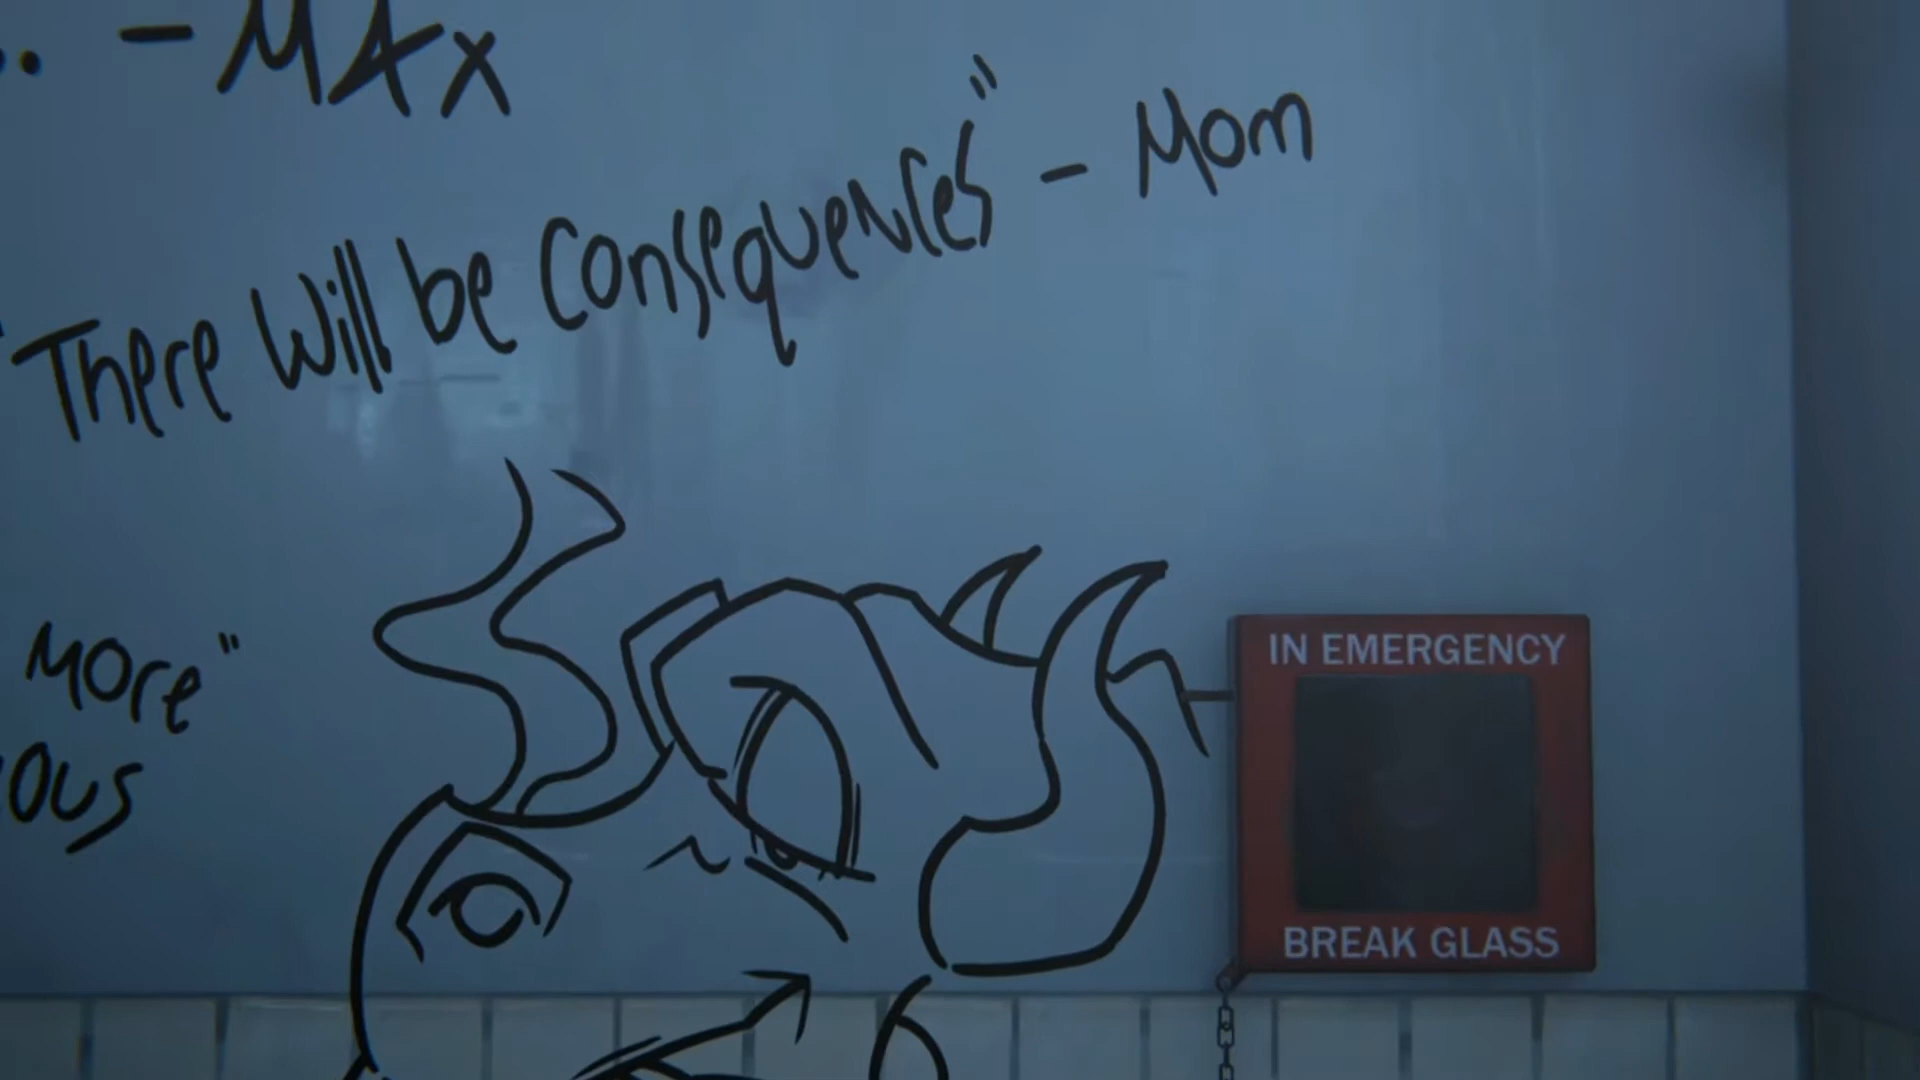 .. - MAx
"There Will be Consequences" - Mom
More"
ous
IN EMERGENCY
BREAK GLASS